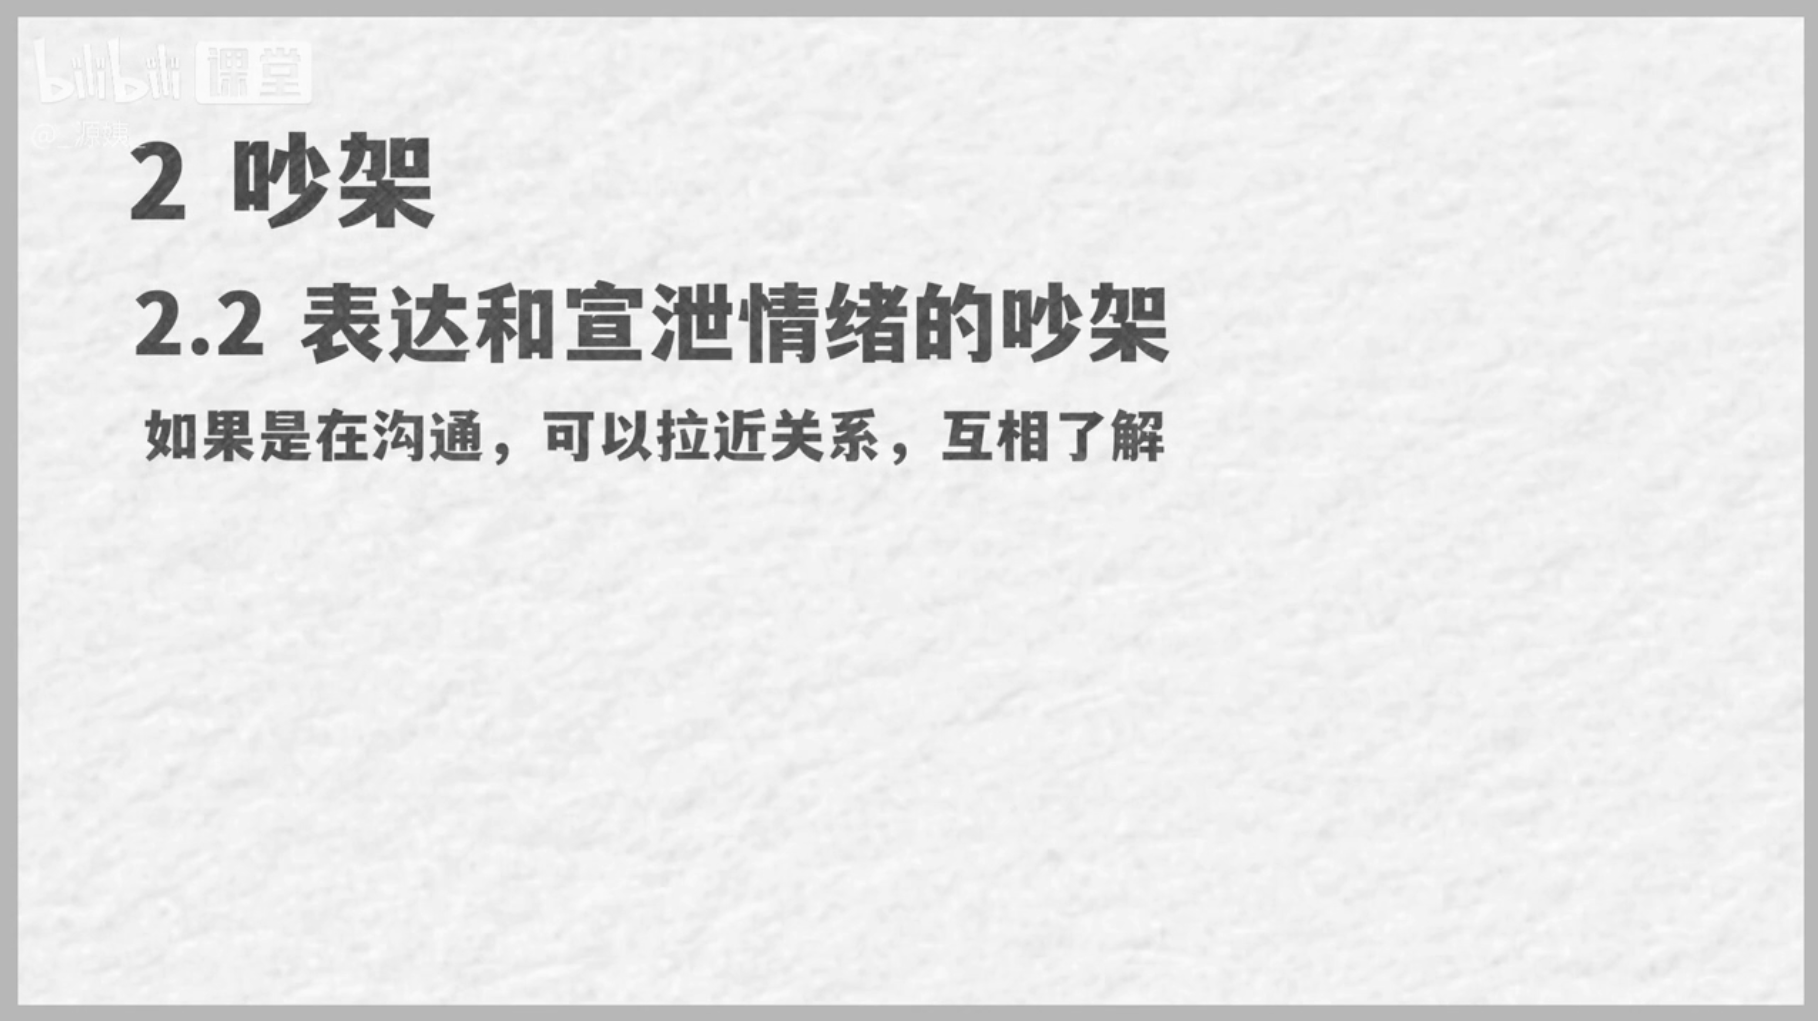 bilibili 课堂
@_源姨_
2 吵架
2.2 表达和宣泄情绪的吵架
如果是在沟通，可以拉近关系，互相了解